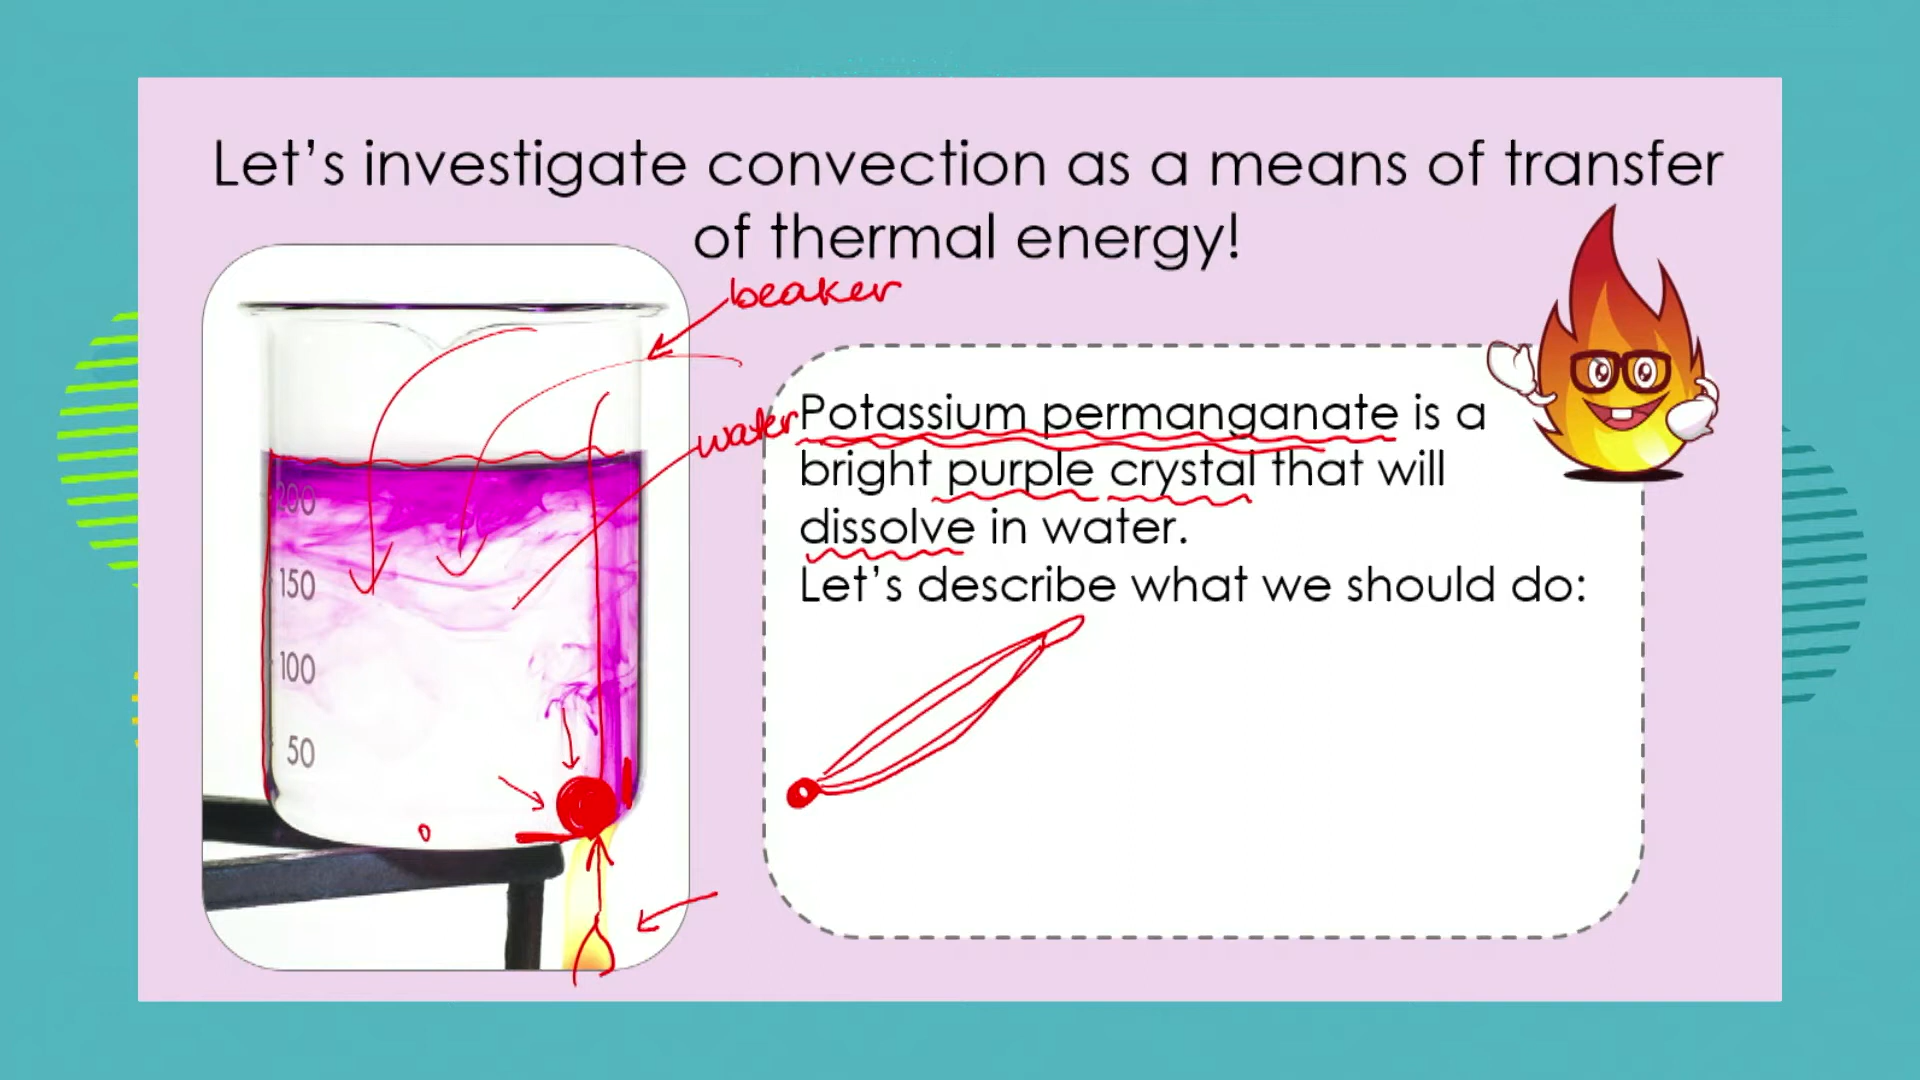 Let's investigate convection as a means of transfer
of thermal energy!
beaker
water
Potassium permanganate is a
bright purple crystal that will
dissolve in water.
Let's describe what we should do:
200
150
100
50